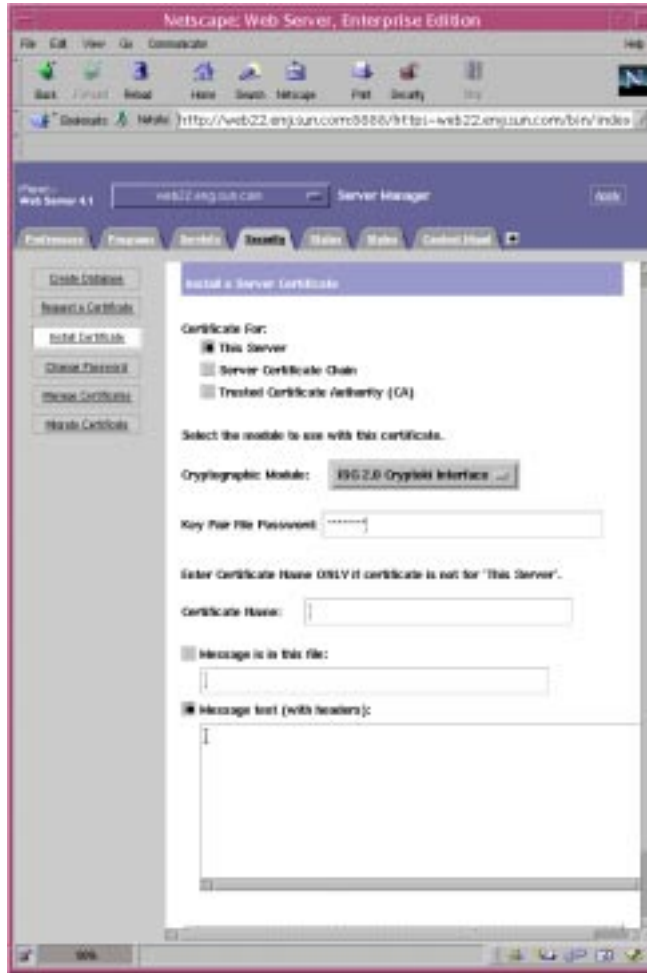 Netscape: Web Server, Enterprise Edition
File Edit View Go Communicator Help
Back Forward Reload Home Search Netscape Print Security Stop
Bookmarks http://web22.eng.sun.com:8888/https-web22.eng.sun.com/bin/index
Web Server 4.1 web22.eng.sun.com Server Manager Apply
Preferences Programs Servlets Security Status Styles Content Mgmt
Create Database
Request a Certificate
Install Certificate
Change Password
Manage Certificates
Migrate Certificate
Install a Server Certificate
Certificate For:
This Server
Server Certificate Chain
Trusted Certificate Authority (CA)
Select the module to use with this certificate.
Cryptographic Module: Cryptoki Interface
Key Pair File Password: *******
Enter Certificate Name ONLY if certificate is not for 'This Server'.
Certificate Name:
Message is in this file:
Message text (with headers):